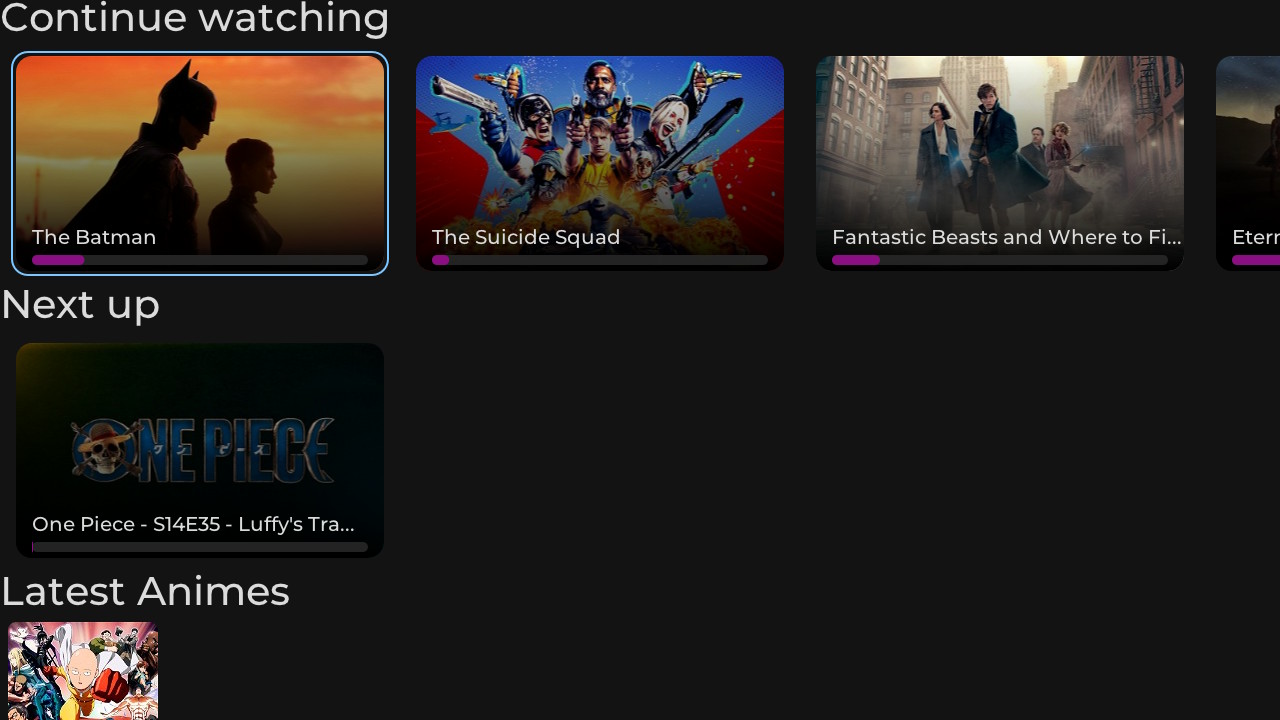 Continue watching
The Batman
The Suicide Squad
Fantastic Beasts and Where to Fi...
Etern
Next up
ONE PIECE
ワンピース
One Piece - S14E35 - Luffy's Tra...
Latest Animes